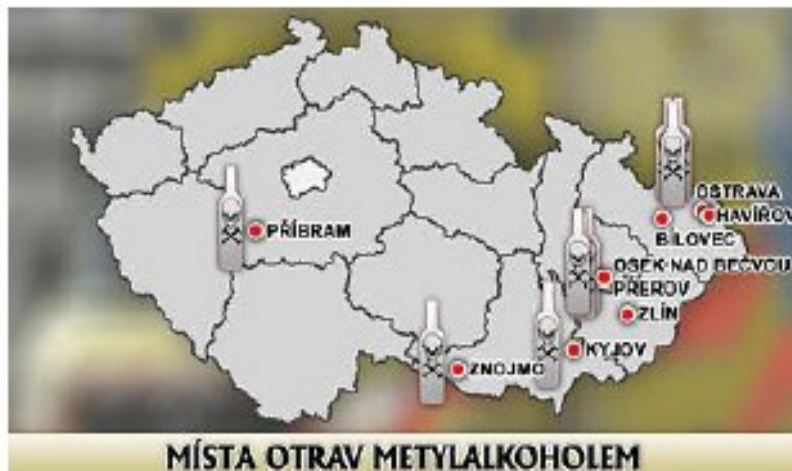 OSTRAVA
HAVÍŘOV
BÍLOVEC
PŘÍBRAM
OSEK NAD BEČVOU
PŘEROV
ZLÍN
KYJOV
ZNOJMO
MÍSTA OTRAV METYLALKOHOLEM